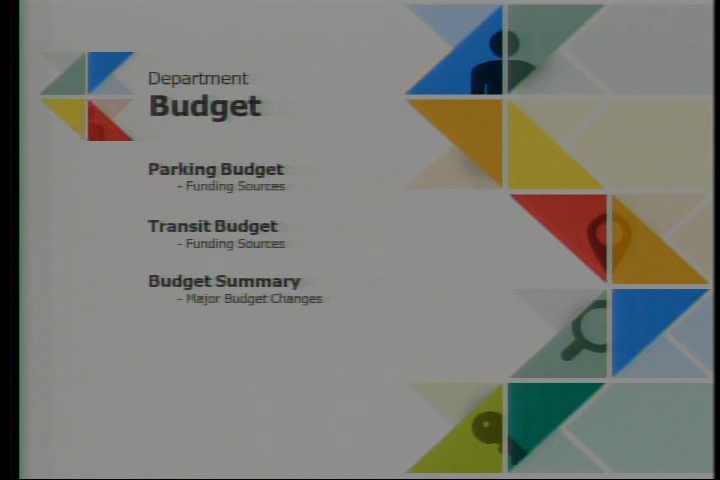 Department
Budget
Parking Budget
- Funding Sources
Transit Budget
- Funding Sources
Budget Summary
- Major Budget Changes